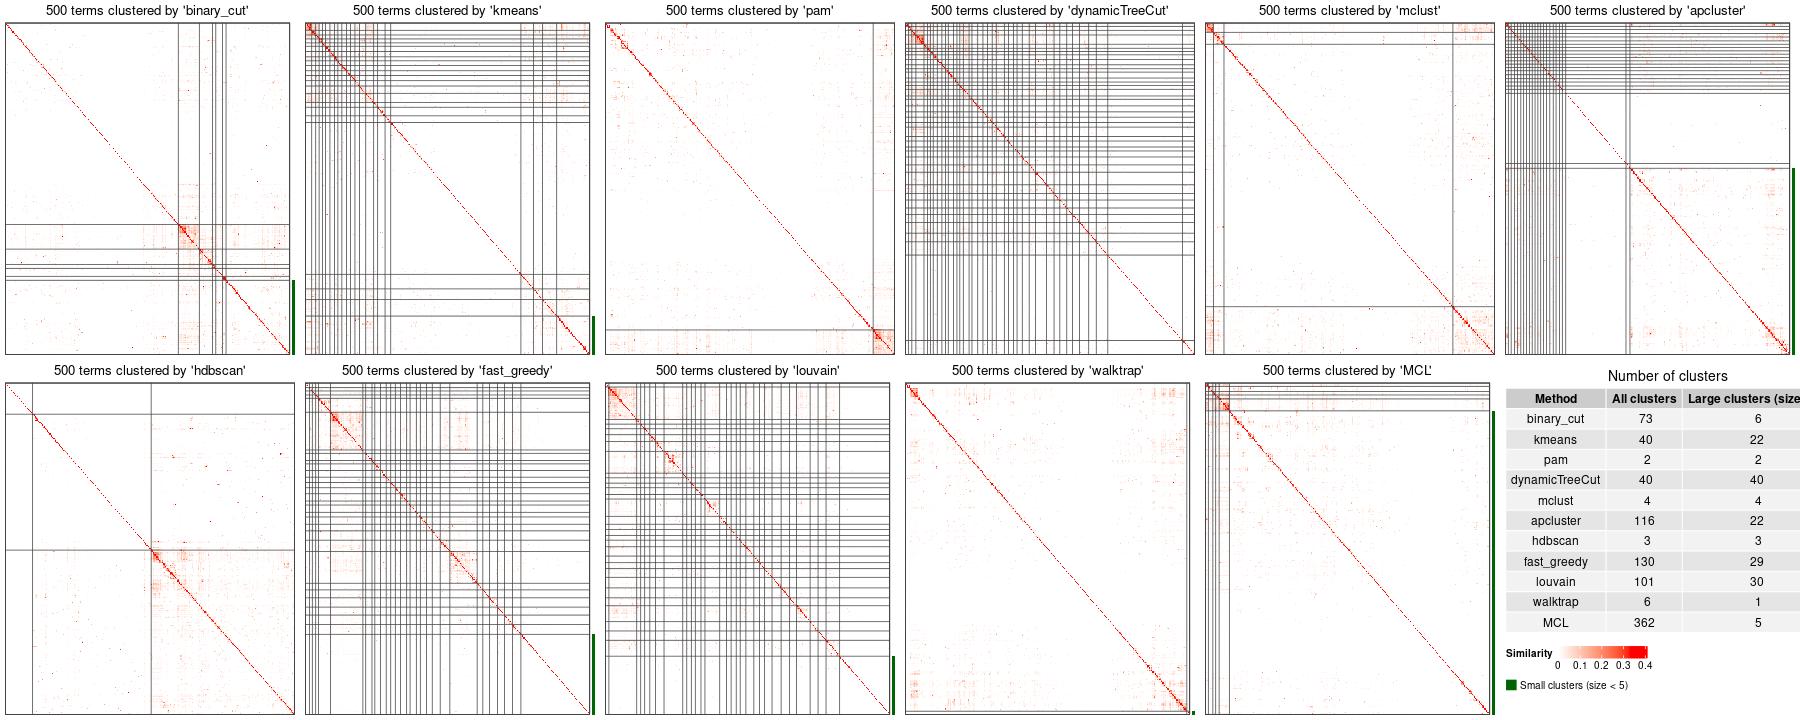 500 terms clustered by 'binary_cut'
500 terms clustered by 'kmeans'
500 terms clustered by 'pam'
500 terms clustered by 'dynamicTreeCut'
500 terms clustered by 'mclust'
500 terms clustered by 'apcluster'
500 terms clustered by 'hdbscan'
500 terms clustered by 'fast_greedy'
500 terms clustered by 'louvain'
500 terms clustered by 'walktrap'
500 terms clustered by 'MCL'
Number of clusters
Method All clusters Large clusters (size
binary_cut 73 6
kmeans 40 22
pam 2 2
dynamicTreeCut 40 40
mclust 4 4
apcluster 116 22
hdbscan 3 3
fast_greedy 130 29
louvain 101 30
walktrap 6 1
MCL 362 5
Similarity
0 0.1 0.2 0.3 0.4
Small clusters (size < 5)